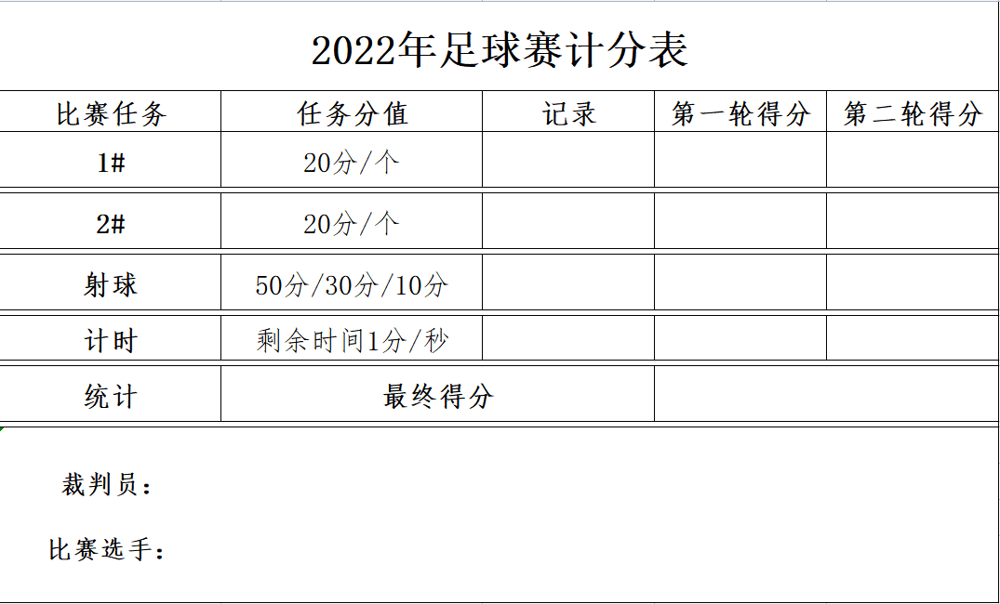 2022年足球赛计分表
比赛任务 任务分值 记录 第一轮得分 第二轮得分
1# 20分/个
2# 20分/个
射球 50分/30分/10分
计时 剩余时间1分/秒
统计 最终得分
裁判员：
比赛选手：